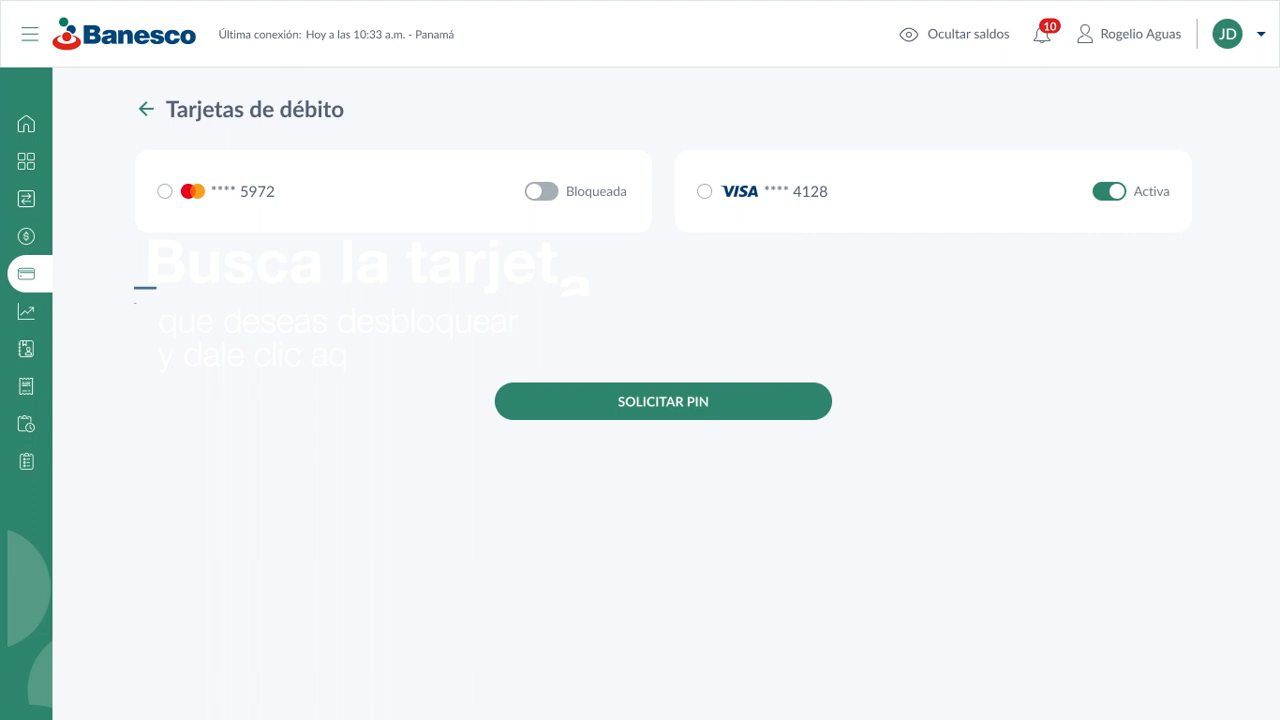 Banesco
Última conexión: Hoy a las 10:33 a.m. - Panamá
Ocultar saldos
10
Rogelio Aguas
JD
Tarjetas de débito
**** 5972
Bloqueada
VISA **** 4128
Activa
Busca la tarjeta
que deseas desbloquear
y dale clic aq
SOLICITAR PIN